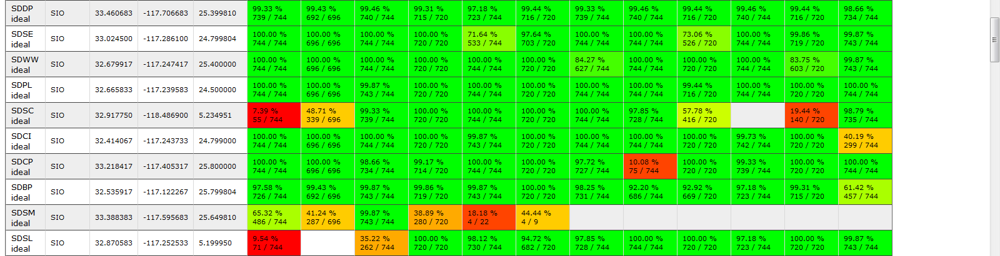 SDDP ideal SIO 33.460683 -117.706683 25.399810 99.33 % 99.43 % 99.46 % 99.31 % 97.18 % 99.44 % 99.33 % 99.46 % 99.44 % 99.46 % 99.44 % 98.66 %
739 / 744 692 / 696 740 / 744 715 / 720 723 / 744 716 / 720 739 / 744 740 / 744 716 / 720 740 / 744 716 / 720 734 / 744
SDSE ideal SIO 33.024500 -117.286100 24.799804 100.00 % 100.00 % 100.00 % 100.00 % 71.64 % 97.64 % 100.00 % 100.00 % 73.06 % 100.00 % 99.86 % 99.87 %
744 / 744 696 / 696 744 / 744 720 / 720 533 / 744 703 / 720 744 / 744 744 / 744 526 / 720 744 / 744 719 / 720 743 / 744
SDWW ideal SIO 32.679917 -117.247417 25.400000 100.00 % 100.00 % 100.00 % 100.00 % 100.00 % 100.00 % 84.27 % 100.00 % 100.00 % 100.00 % 83.75 % 99.87 %
744 / 744 696 / 696 744 / 744 720 / 720 744 / 744 720 / 720 627 / 744 744 / 744 720 / 720 744 / 744 603 / 720 743 / 744
SDPL ideal SIO 32.665833 -117.239583 24.500000 100.00 % 100.00 % 99.87 % 100.00 % 100.00 % 100.00 % 100.00 % 100.00 % 99.44 % 100.00 % 100.00 % 100.00 %
744 / 744 696 / 696 743 / 744 720 / 720 744 / 744 720 / 720 744 / 744 744 / 744 716 / 720 744 / 744 720 / 720 744 / 744
SDSC ideal SIO 32.917750 -118.486900 5.234951 7.39 % 48.71 % 99.33 % 100.00 % 100.00 % 100.00 % 100.00 % 97.85 % 57.78 % 19.44 % 98.79 %
55 / 744 339 / 696 739 / 744 720 / 720 744 / 744 720 / 720 744 / 744 728 / 744 416 / 720 140 / 720 735 / 744
SDCI ideal SIO 32.414067 -117.243733 24.799000 100.00 % 100.00 % 100.00 % 100.00 % 99.87 % 100.00 % 100.00 % 100.00 % 100.00 % 99.73 % 100.00 % 40.19 %
744 / 744 696 / 696 744 / 744 720 / 720 743 / 744 720 / 720 744 / 744 744 / 744 720 / 720 742 / 744 720 / 720 299 / 744
SDCP ideal SIO 33.218417 -117.405317 25.800000 100.00 % 100.00 % 98.66 % 99.17 % 100.00 % 100.00 % 97.72 % 10.08 % 100.00 % 99.33 % 100.00 % 100.00 %
744 / 744 696 / 696 734 / 744 714 / 720 744 / 744 720 / 720 727 / 744 75 / 744 720 / 720 739 / 744 720 / 720 744 / 744
SDBP ideal SIO 32.535917 -117.122267 25.799804 97.58 % 99.43 % 99.87 % 99.86 % 99.87 % 100.00 % 98.25 % 92.20 % 92.92 % 97.18 % 99.31 % 61.42 %
726 / 744 692 / 696 743 / 744 719 / 720 743 / 744 720 / 720 731 / 744 686 / 744 669 / 720 723 / 744 715 / 720 457 / 744
SDSM ideal SIO 33.388383 -117.595683 25.649810 65.32 % 41.24 % 99.87 % 38.89 % 18.18 % 44.44 %
486 / 744 287 / 696 743 / 744 280 / 720 4 / 22 4 / 9
SDSL ideal SIO 32.870583 -117.252533 5.199950 9.54 % 35.22 % 100.00 % 98.12 % 94.72 % 97.85 % 100.00 % 100.00 % 97.18 % 100.00 % 99.87 %
71 / 744 262 / 744 720 / 720 730 / 744 682 / 720 728 / 744 744 / 744 720 / 720 723 / 744 720 / 720 743 / 744